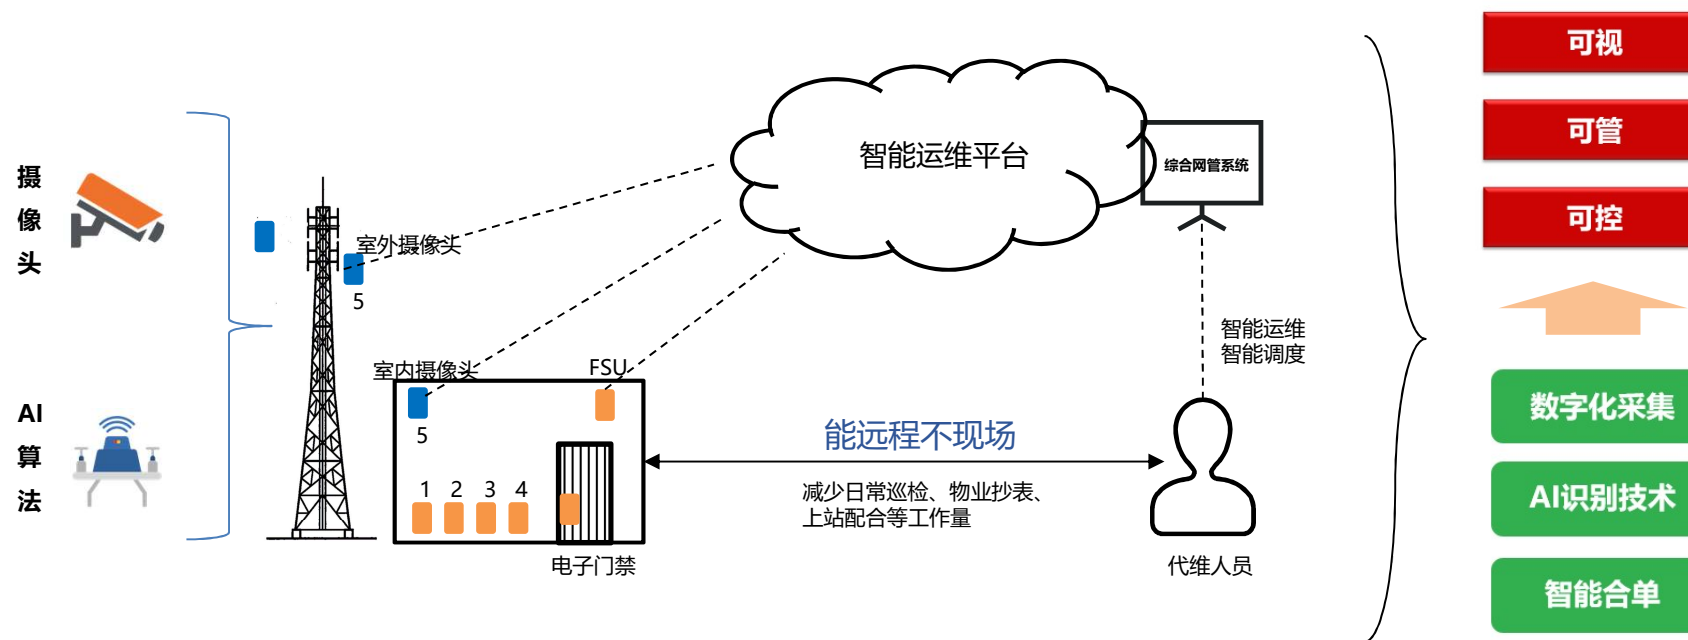 摄
像
头
AI
算
法
室外摄像头
5
室内摄像头
5
FSU
1 2 3 4
电子门禁
智能运维平台
综合网管系统
智能运维
智能调度
能远程不现场
减少日常巡检、物业抄表、
上站配合等工作量
代维人员
可视
可管
可控
数字化采集
AI识别技术
智能合单